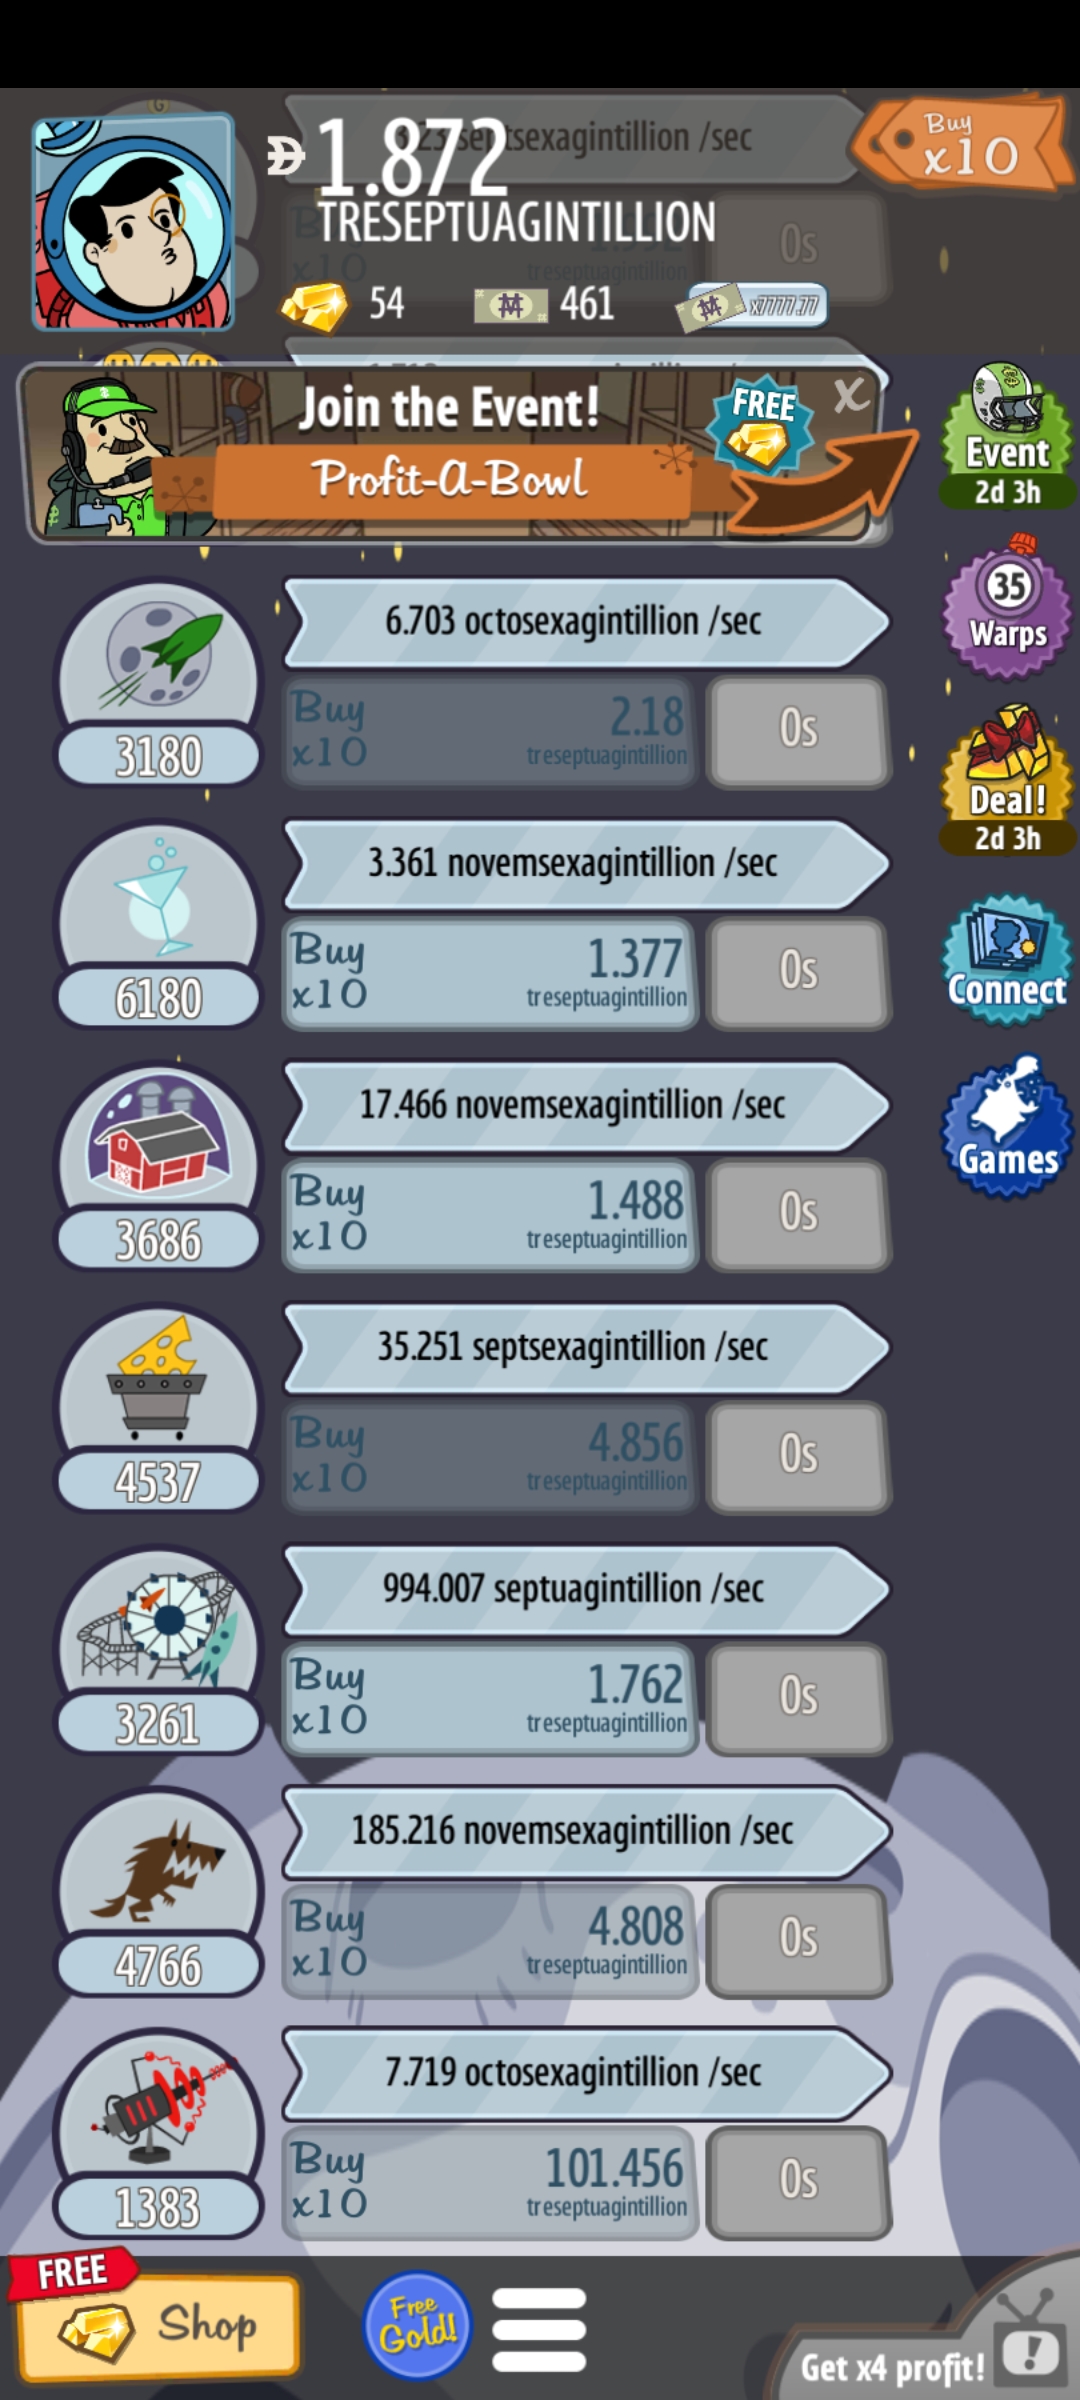 septsexagintillion /sec
Buy
x10
1.872
TRESEPTUAGINTILLION
0s
x10
treseptuagintillion
54
461
x7777.77
Join the Event!
FREE
X
Profit-A-Bowl
Event
2d 3h
35
Warps
Deal!
2d 3h
Connect
Games
6.703 octosexagintillion /sec
Buy
x10
2.18
treseptuagintillion
0s
3180
3.361 novemsexagintillion /sec
Buy
x10
1.377
treseptuagintillion
0s
6180
17.466 novemsexagintillion /sec
Buy
x10
1.488
treseptuagintillion
0s
3686
35.251 septsexagintillion /sec
Buy
x10
4.856
treseptuagintillion
0s
4537
994.007 septuagintillion /sec
Buy
x10
1.762
treseptuagintillion
0s
3261
185.216 novemsexagintillion /sec
Buy
x10
4.808
treseptuagintillion
0s
4766
7.719 octosexagintillion /sec
Buy
x10
101.456
treseptuagintillion
0s
1383
FREE
Shop
Free
Gold!
Get x4 profit!